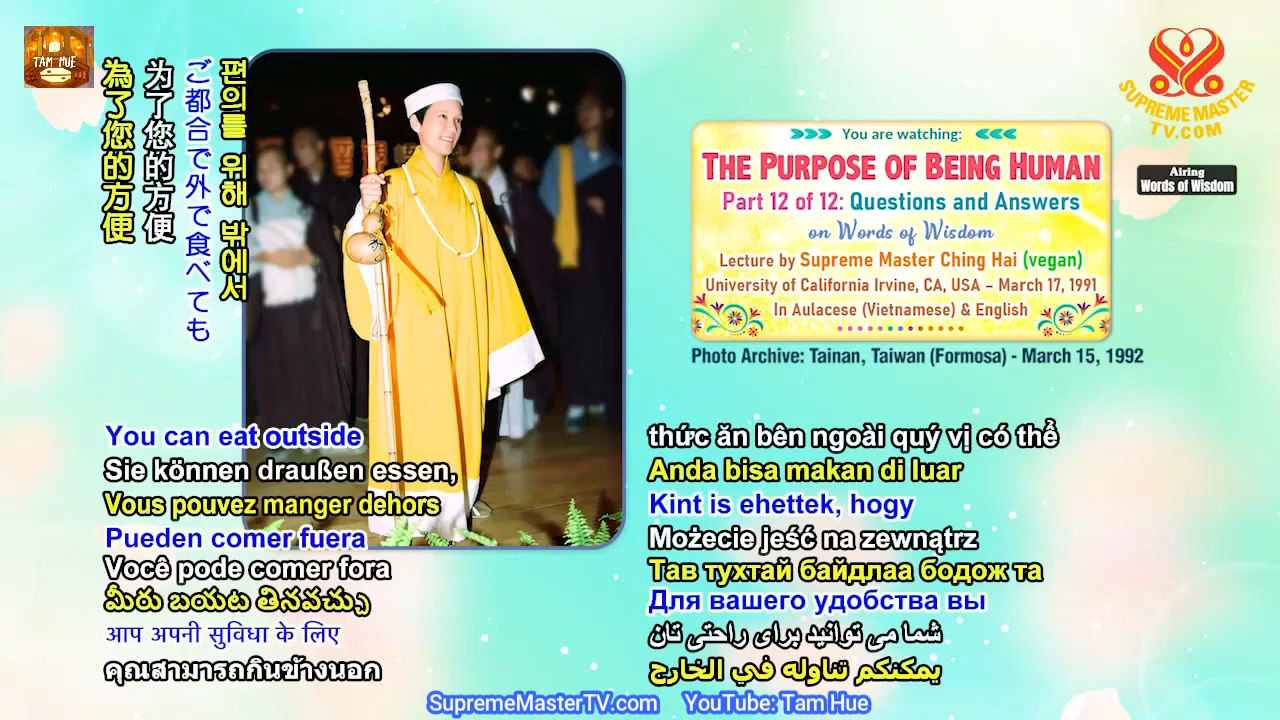 TAM HUE
為了您的方便
为了您的方便
ご都合で外で食べても
편의를 위해 밖에서
SUPREME MASTER
TV.COM
You are watching:
THE PURPOSE OF BEING HUMAN
Part 12 of 12: Questions and Answers
on Words of Wisdom
Lecture by Supreme Master Ching Hai (vegan)
University of California Irvine, CA, USA – March 17, 1991
In Aulacese (Vietnamese) & English
Airing
Words of Wisdom
Photo Archive: Tainan, Taiwan (Formosa) - March 15, 1992
You can eat outside
Sie können draußen essen,
Vous pouvez manger dehors
Pueden comer fuera
Você pode comer fora
మీరు బయట తినవచ్చు
आप अपनी सुविधा के लिए
คุณสามารถกินข้างนอก
thức ăn bên ngoài quý vị có thể
Anda bisa makan di luar
Kint is ehettek, hogy
Możecie jeść na zewnątrz
Тав тухтай байдлаа бодож та
Для вашего удобства вы
شما می توانید برای راحتی تان
يمكنكم تناوله في الخارج
SupremeMasterTV.com YouTube: Tam Hue